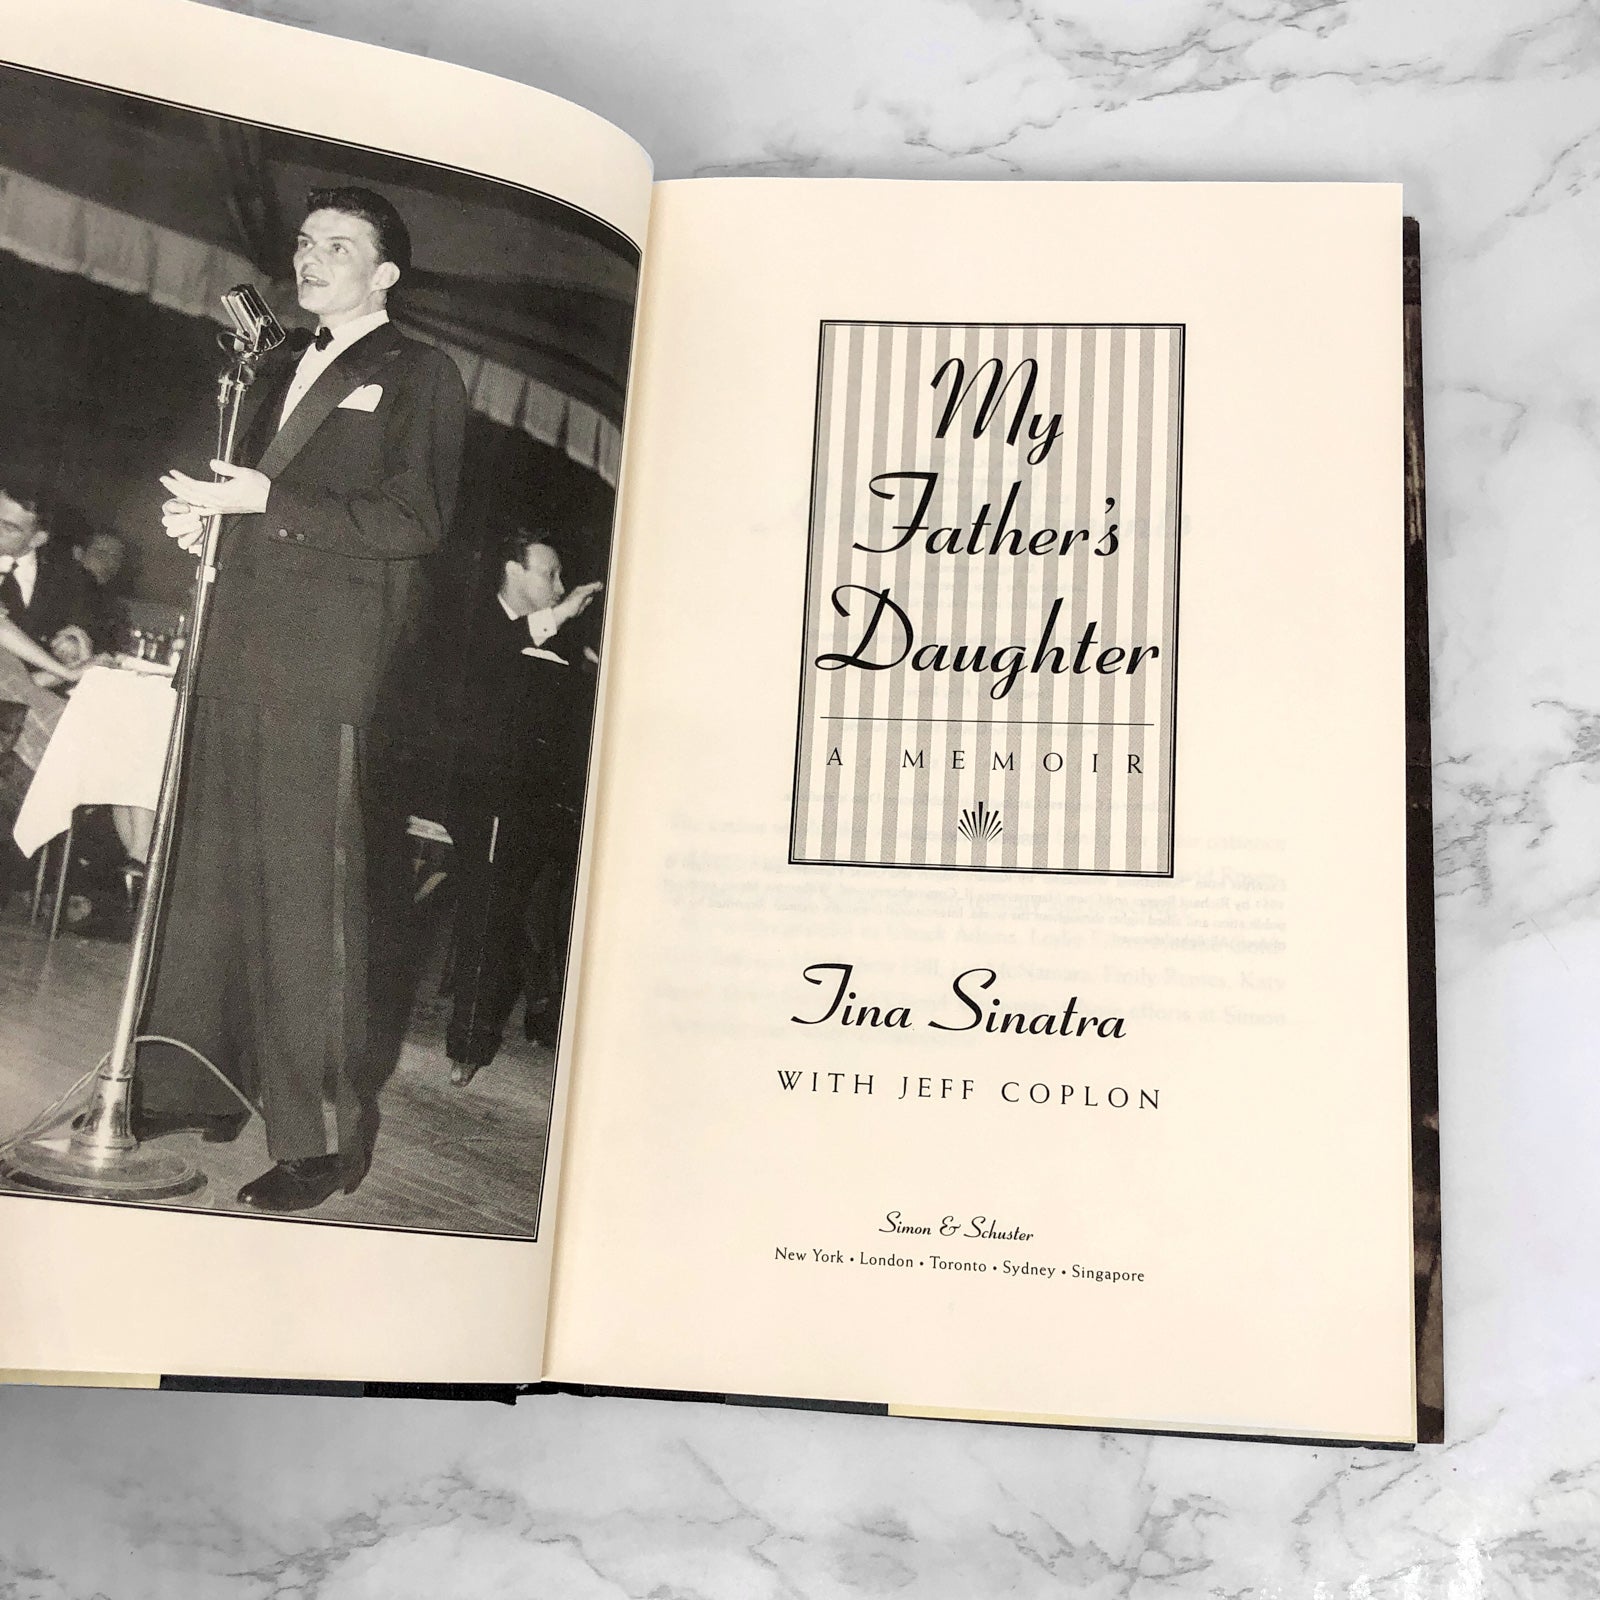 My
Father's
Daughter
A MEMOIR
Tina Sinatra
WITH JEFF COPLON
Simon & Schuster
New York • London • Toronto • Sydney • Singapore